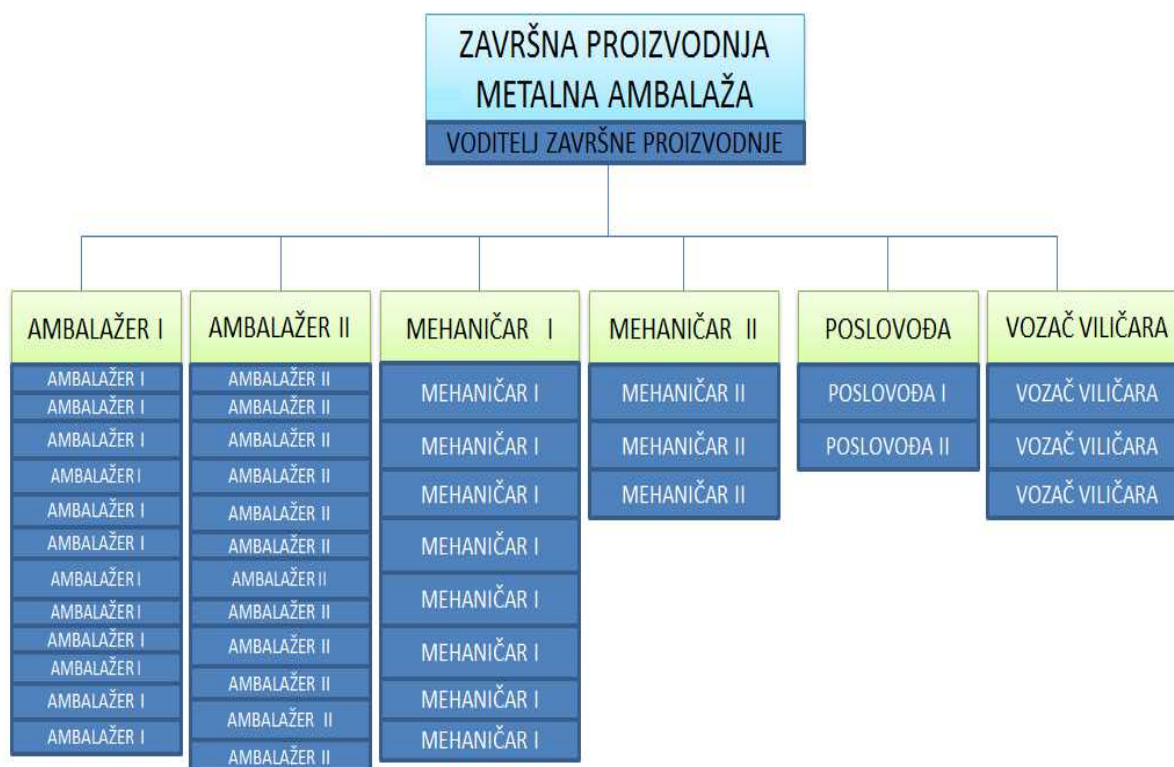 ZAVRŠNA PROIZVODNJA
METALNA AMBALAŽA
VODITELJ ZAVRŠNE PROIZVODNJE
AMBALAŽER I
AMBALAŽER I
AMBALAŽER I
AMBALAŽER I
AMBALAŽER I
AMBALAŽER I
AMBALAŽER I
AMBALAŽER I
AMBALAŽER I
AMBALAŽER I
AMBALAŽER I
AMBALAŽER I
AMBALAŽER I
AMBALAŽER II
AMBALAŽER II
AMBALAŽER II
AMBALAŽER II
AMBALAŽER II
AMBALAŽER II
AMBALAŽER II
AMBALAŽER II
AMBALAŽER II
AMBALAŽER II
AMBALAŽER II
AMBALAŽER II
AMBALAŽER II
MEHANIČAR I
MEHANIČAR I
MEHANIČAR I
MEHANIČAR I
MEHANIČAR I
MEHANIČAR I
MEHANIČAR I
MEHANIČAR I
MEHANIČAR I
MEHANIČAR II
MEHANIČAR II
MEHANIČAR II
MEHANIČAR II
POSLOVOĐA
POSLOVOĐA I
POSLOVOĐA II
VOZAČ VILIČARA
VOZAČ VILIČARA
VOZAČ VILIČARA
VOZAČ VILIČARA